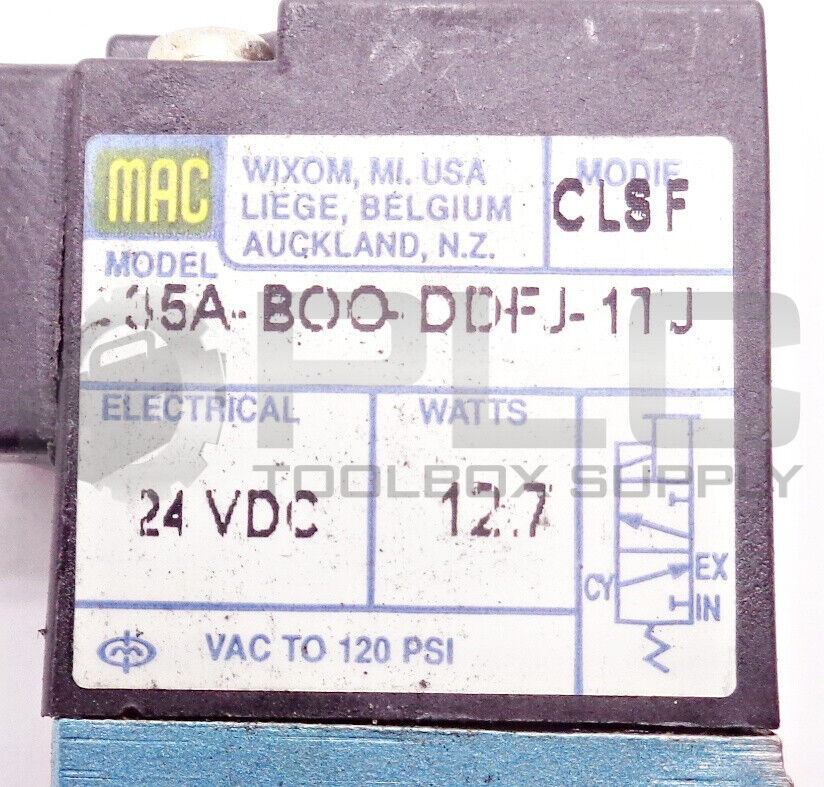 MAC
WIXOM, MI. USA
LIEGE, BELGIUM
AUCKLAND, N.Z.
CLSF
MODEL
35A-BOO-DDFJ-1TJ
ELECTRICAL
WATTS
PLC
TOOLBOX SUPPLY
24 VDC
12.7
CY
EX
IN
VAC TO 120 PSI